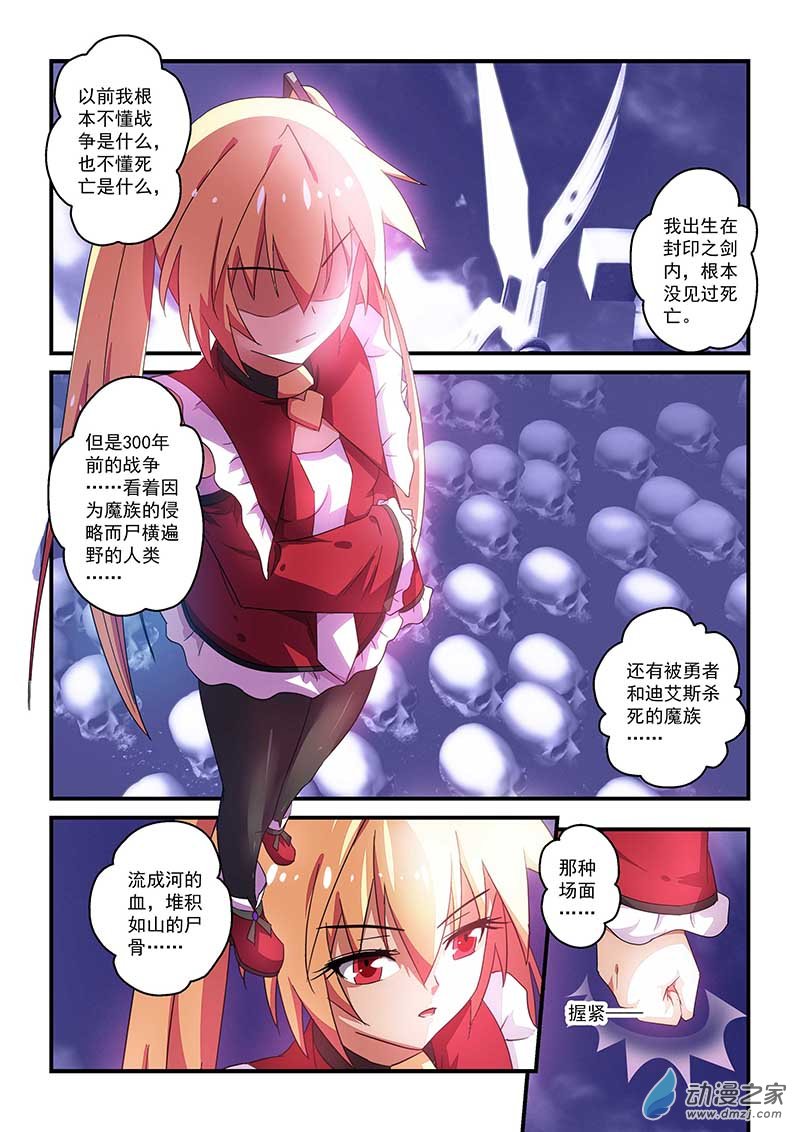 以前我根
本不懂战
争是什么，
也不懂死
亡是什么，
我出生在
封印之剑
内，根本
没见过死
亡。
但是300年
前的战争
……看着因
为魔族的侵
略而尸横遍
野的人类
……
还有被勇者
和迪艾斯杀
死的魔族
……
流成河的
血，堆积
如山的尸
骨……
那种
场面
……
握紧——
动漫之家
www.dmzj.com